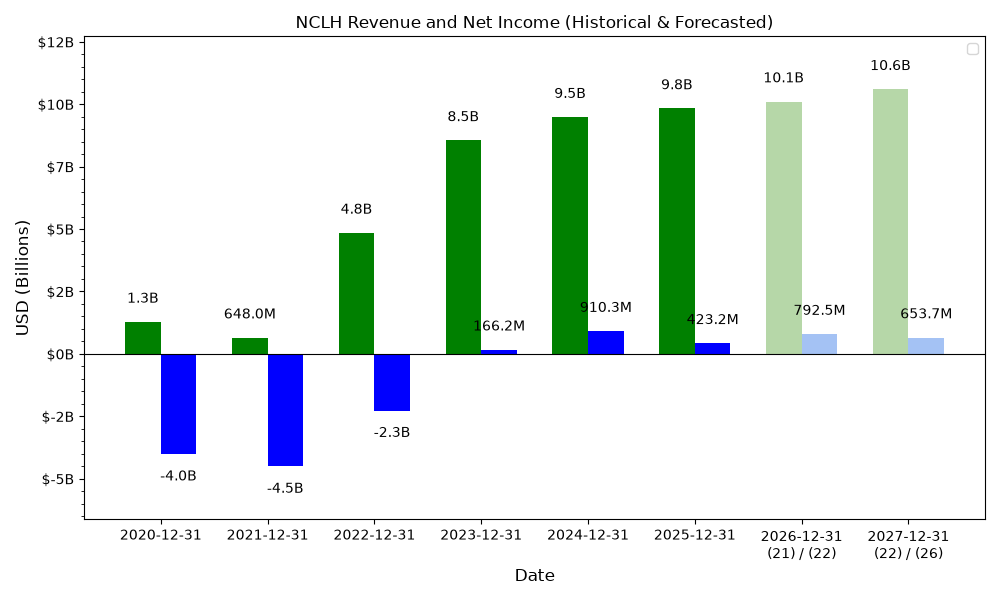 NCLH Revenue and Net Income (Historical & Forecasted)
USD (Billions)
$12B
$10B
$7B
$5B
$2B
$0B
$-2B
$-5B
1.3B
-4.0B
648.0M
-4.5B
4.8B
-2.3B
8.5B
166.2M
9.5B
910.3M
9.8B
423.2M
10.1B
792.5M
10.6B
653.7M
2020-12-31
2021-12-31
2022-12-31
2023-12-31
2024-12-31
2025-12-31
2026-12-31
(21) / (22)
2027-12-31
(22) / (26)
Date